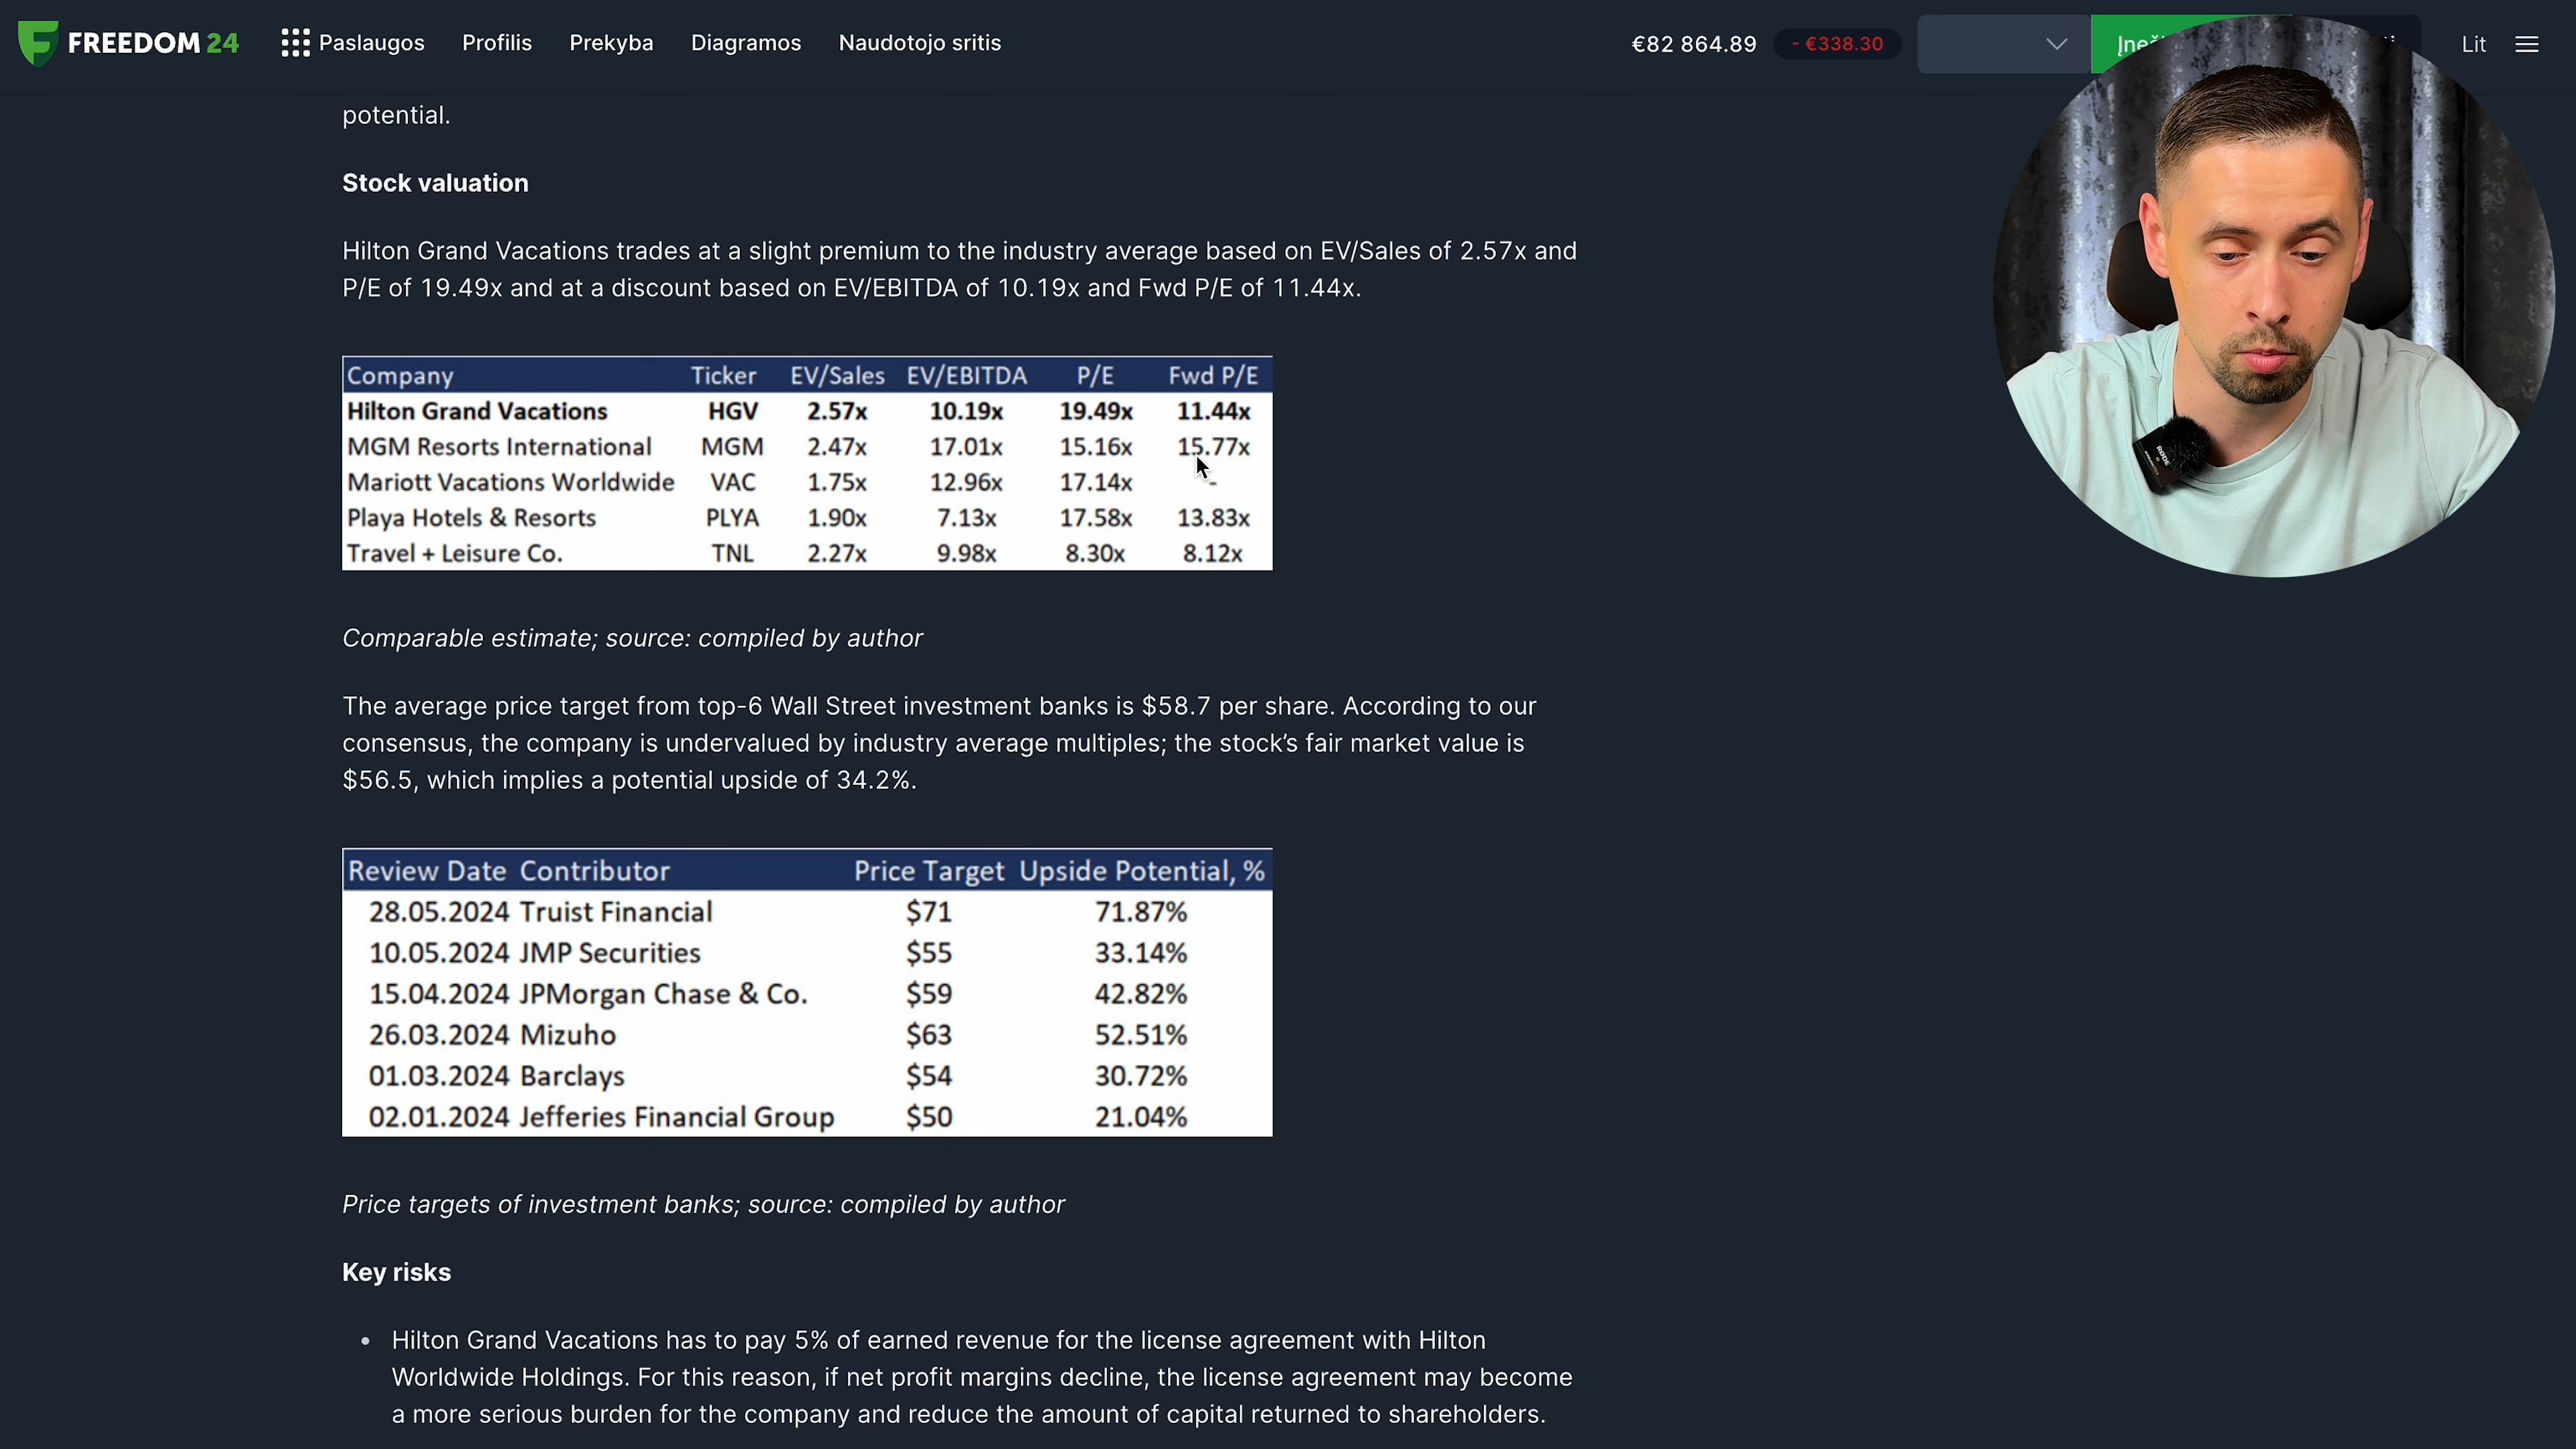 FREEDOM 24 Paslaugos Profilis Prekyba Diagramos Naudotojo sritis €82 864.89 - €338.30 Lit
potential.
Stock valuation
Hilton Grand Vacations trades at a slight premium to the industry average based on EV/Sales of 2.57x and
P/E of 19.49x and at a discount based on EV/EBITDA of 10.19x and Fwd P/E of 11.44x.
Company Ticker EV/Sales EV/EBITDA P/E Fwd P/E
Hilton Grand Vacations HGV 2.57x 10.19x 19.49x 11.44x
MGM Resorts International MGM 2.47x 17.01x 15.16x 15.77x
Mariott Vacations Worldwide VAC 1.75x 12.96x 17.14x -
Playa Hotels & Resorts PLYA 1.90x 7.13x 17.58x 13.83x
Travel + Leisure Co. TNL 2.27x 9.98x 8.30x 8.12x
Comparable estimate; source: compiled by author
The average price target from top-6 Wall Street investment banks is $58.7 per share. According to our
consensus, the company is undervalued by industry average multiples; the stock’s fair market value is
$56.5, which implies a potential upside of 34.2%.
Review Date Contributor Price Target Upside Potential, %
28.05.2024 Truist Financial $71 71.87%
10.05.2024 JMP Securities $55 33.14%
15.04.2024 JPMorgan Chase & Co. $59 42.82%
26.03.2024 Mizuho $63 52.51%
01.03.2024 Barclays $54 30.72%
02.01.2024 Jefferies Financial Group $50 21.04%
Price targets of investment banks; source: compiled by author
Key risks
• Hilton Grand Vacations has to pay 5% of earned revenue for the license agreement with Hilton
Worldwide Holdings. For this reason, if net profit margins decline, the license agreement may become
a more serious burden for the company and reduce the amount of capital returned to shareholders.